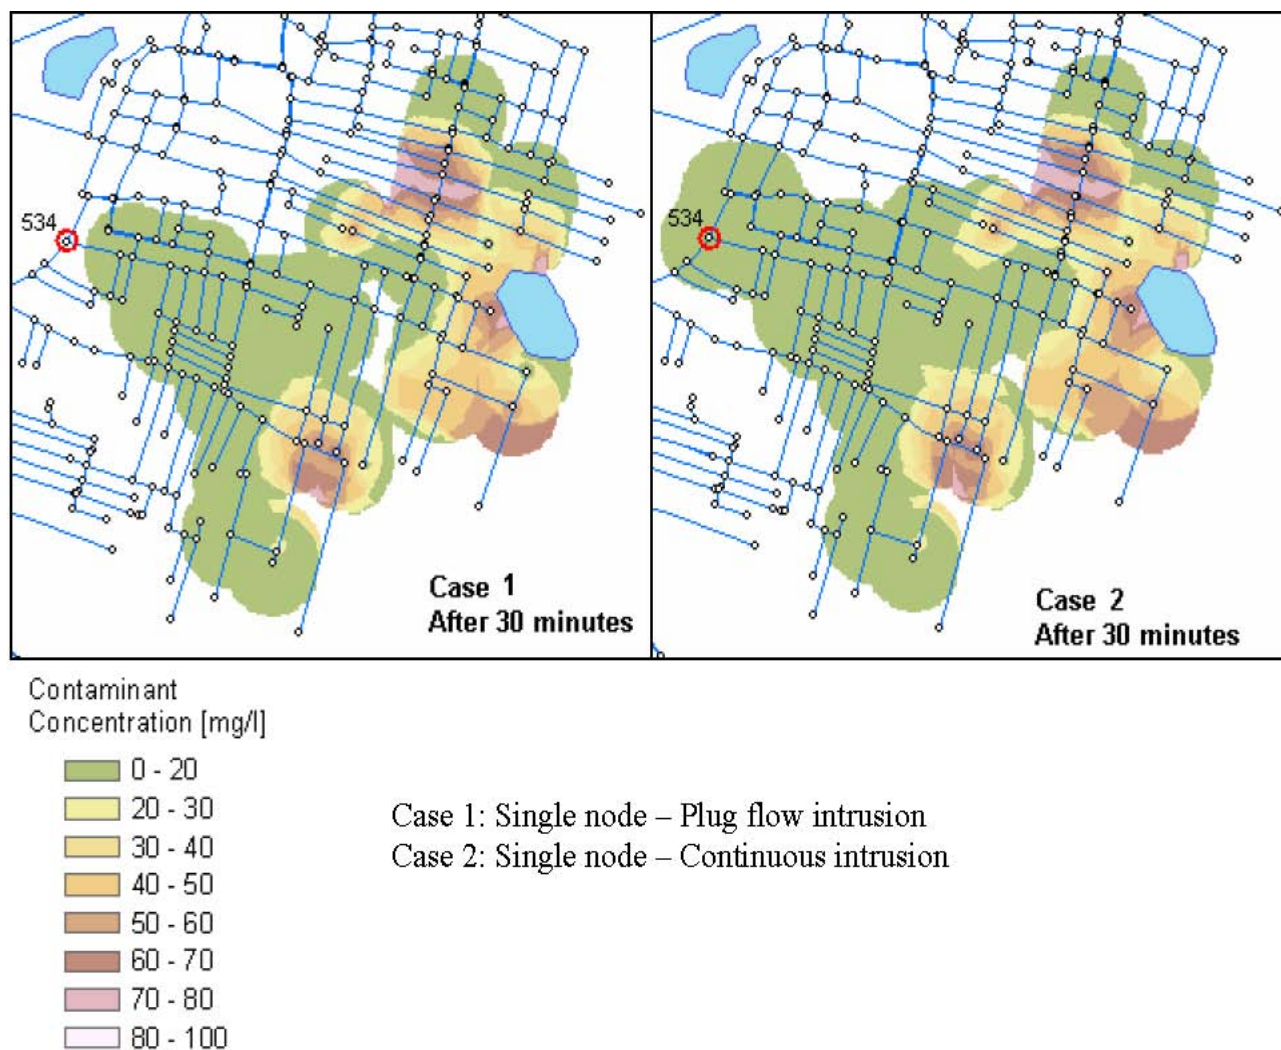 534
534
Case 1
After 30 minutes
Case 2
After 30 minutes
Contaminant
Concentration [mg/l]
0 - 20
20 - 30
30 - 40
40 - 50
50 - 60
60 - 70
70 - 80
80 - 100
Case 1: Single node – Plug flow intrusion
Case 2: Single node – Continuous intrusion